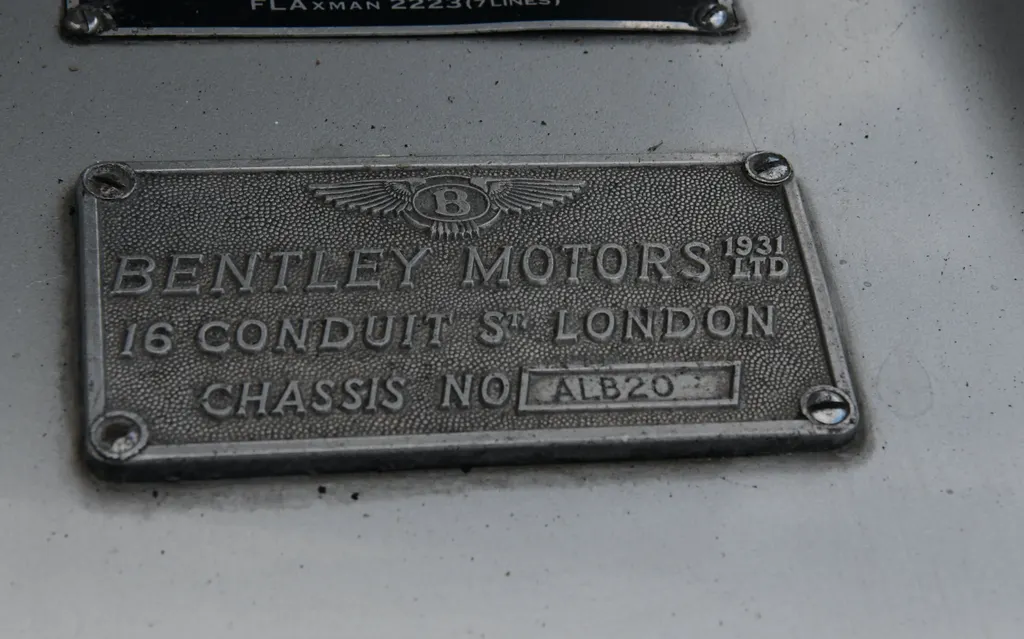 FLAXMAN 2223 (7 LINES)
B
BENTLEY MOTORS 1931 LTD
16 CONDUIT ST. LONDON
CHASSIS NO ALB20